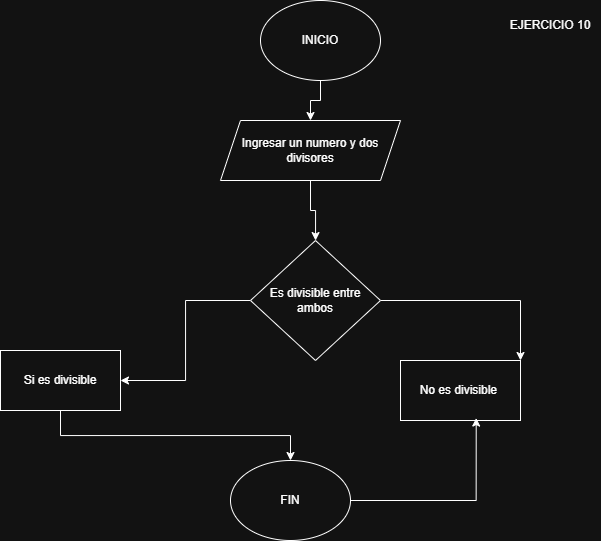 EJERCICIO 10
INICIO
Ingresar un numero y dos
divisores
Es divisible entre
ambos
Si es divisible
No es divisible
FIN